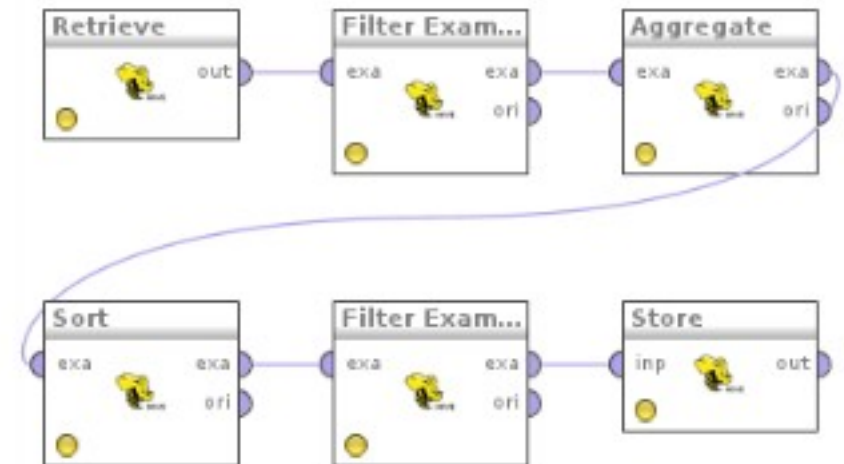 Retrieve
out
Filter Exam...
exa
exa
ori
Aggregate
exa
exa
ori
Sort
exa
exa
ori
Filter Exam...
exa
exa
ori
Store
inp
out